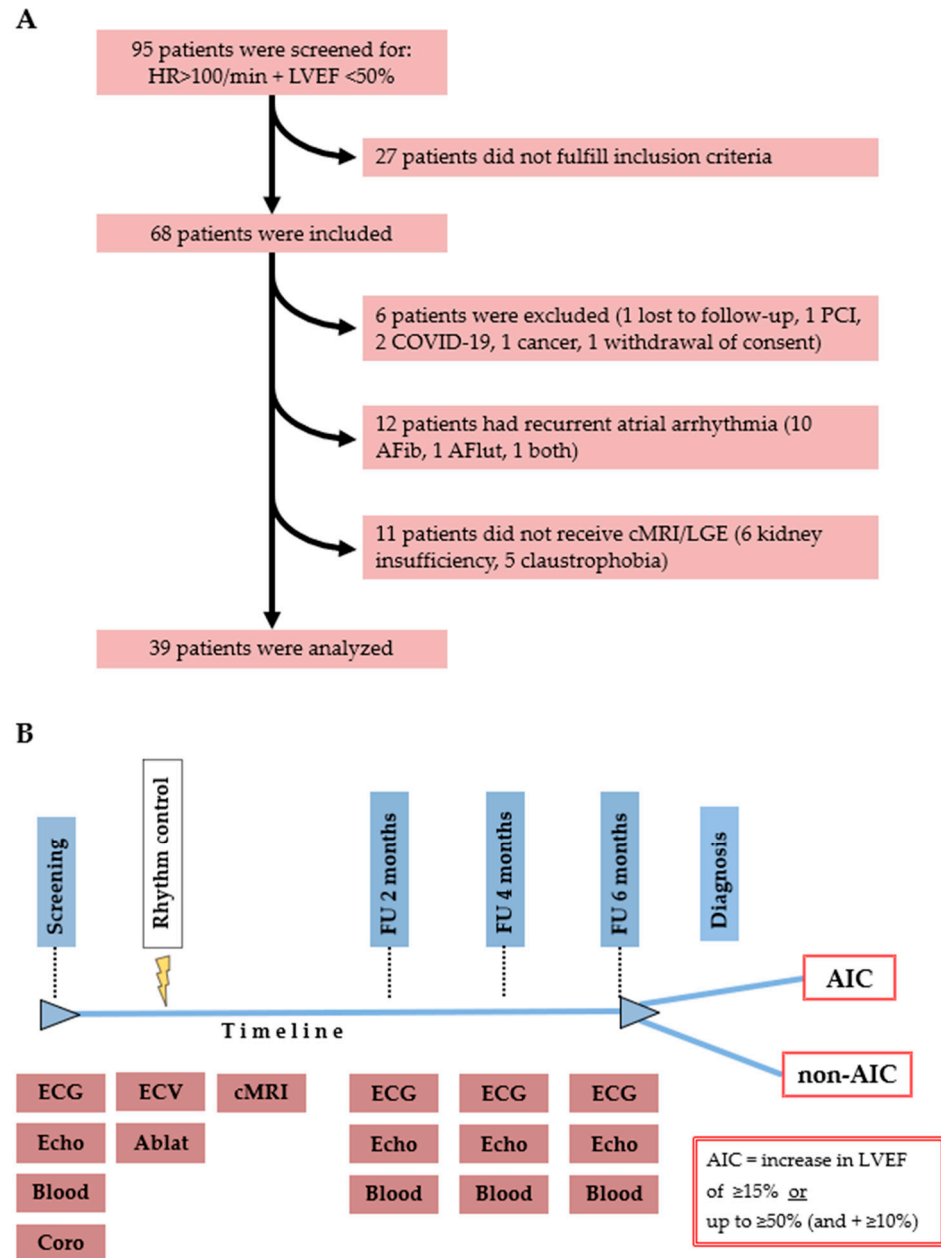 A
95 patients were screened for:
HR>100/min + LVEF <50%
27 patients did not fulfill inclusion criteria
68 patients were included
6 patients were excluded (1 lost to follow-up, 1 PCI,
2 COVID-19, 1 cancer, 1 withdrawal of consent)
12 patients had recurrent atrial arrhythmia (10
AFib, 1 AFlut, 1 both)
11 patients did not receive cMRI/LGE (6 kidney
insufficiency, 5 claustrophobia)
39 patients were analyzed
B
Screening
Rhythm control
FU 2 months
FU 4 months
FU 6 months
Diagnosis
AIC
Timeline
non-AIC
ECG
ECV
cMRI
ECG
ECG
ECG
Echo
Ablat
Echo
Echo
Echo
Blood
Blood
Blood
Blood
Coro
AIC = increase in LVEF
of ≥15% or
up to ≥50% (and + ≥10%)